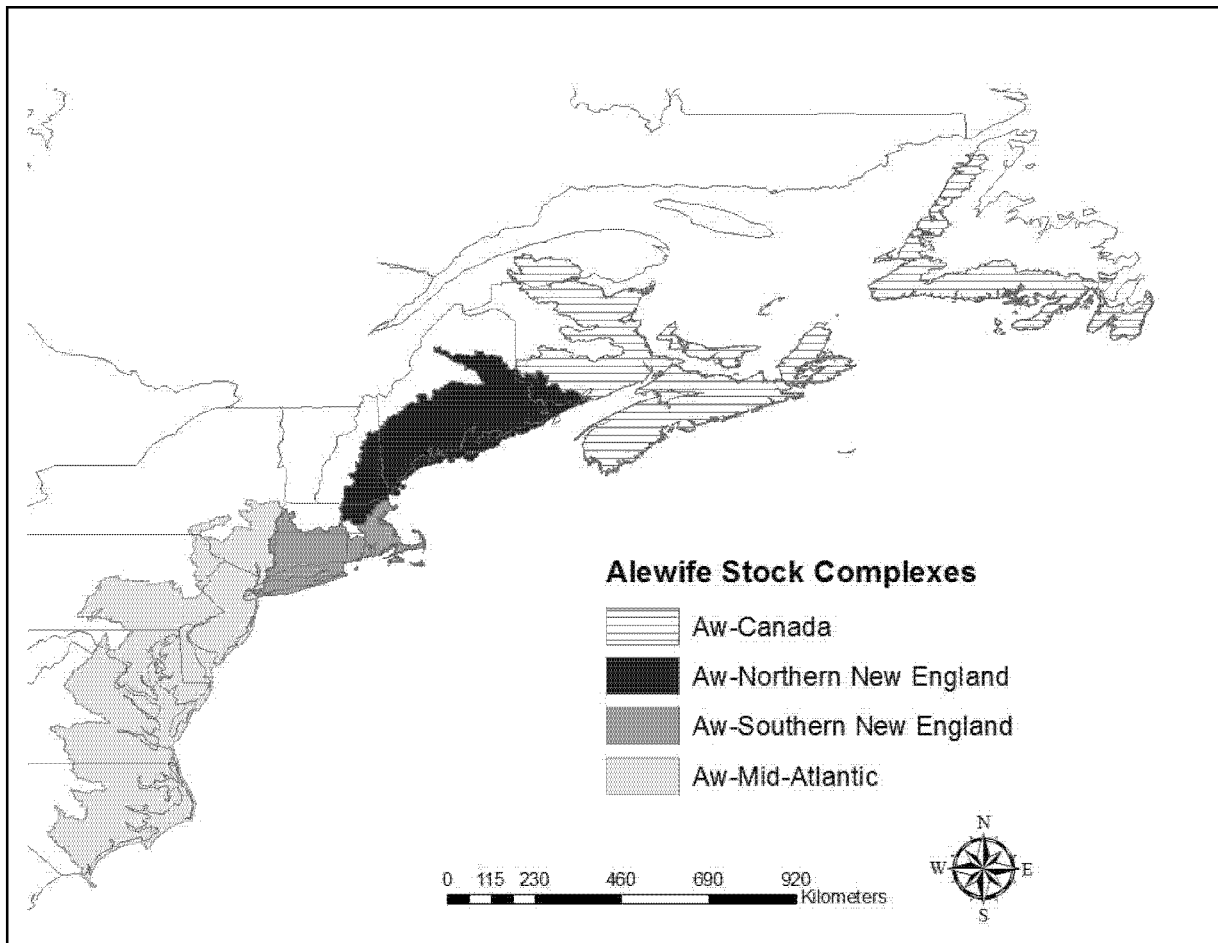 Alewife Stock Complexes
Aw-Canada
Aw-Northern New England
Aw-Southern New England
Aw-Mid-Atlantic
0 115 230 460 690 920
Kilometers
N
W E
S